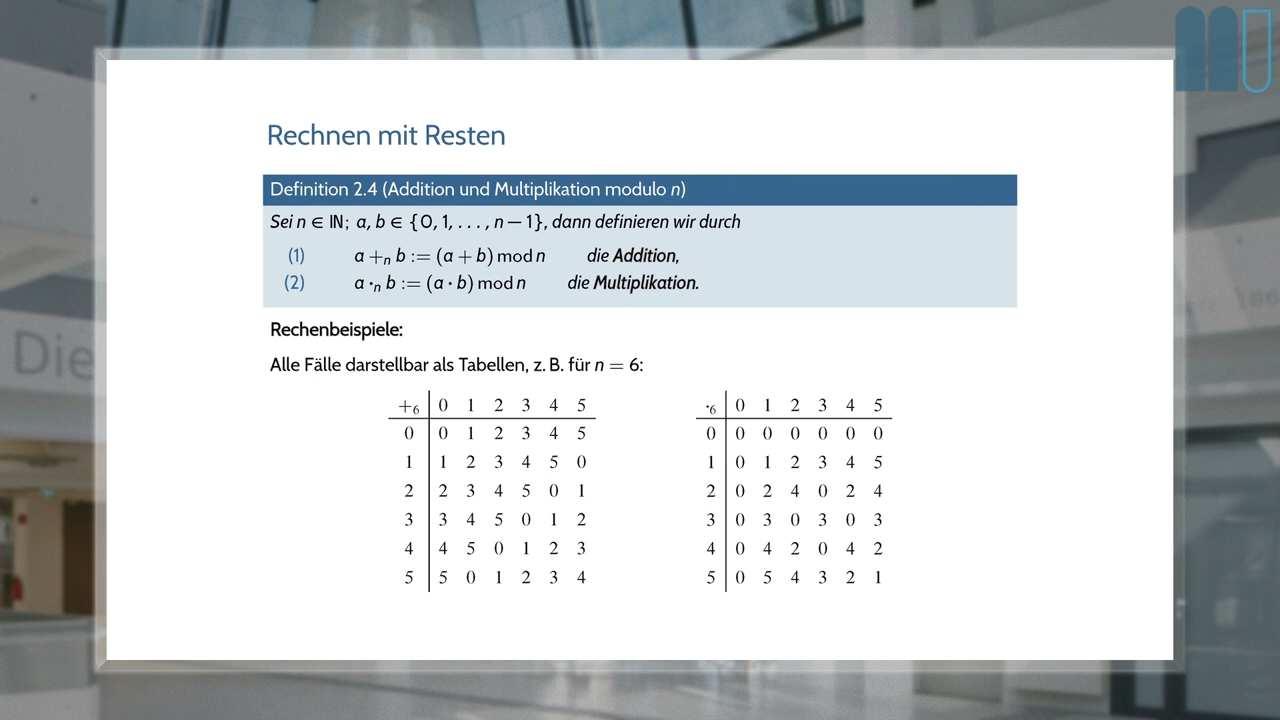 Rechnen mit Resten
Definition 2.4 (Addition und Multiplikation modulo n)
Sei n ∈ ℕ; a, b ∈ {0, 1, . . . , n − 1}, dann definieren wir durch
(1) a +ₙ b := (a + b) mod n die Addition,
(2) a ·ₙ b := (a · b) mod n die Multiplikation.
Rechenbeispiele:
Alle Fälle darstellbar als Tabellen, z. B. für n = 6:
+₆ 0 1 2 3 4 5
0 0 1 2 3 4 5
1 1 2 3 4 5 0
2 2 3 4 5 0 1
3 3 4 5 0 1 2
4 4 5 0 1 2 3
5 5 0 1 2 3 4
·₆ 0 1 2 3 4 5
0 0 0 0 0 0 0
1 0 1 2 3 4 5
2 0 2 4 0 2 4
3 0 3 0 3 0 3
4 0 4 2 0 4 2
5 0 5 4 3 2 1
Die